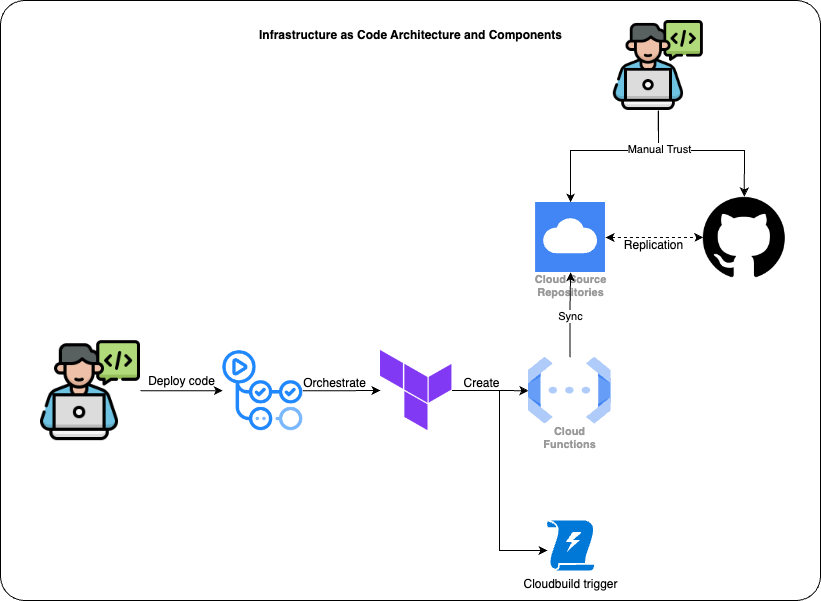 Infrastructure as Code Architecture and Components
</>
Manual Trust
Replication
Cloud Source
Repositories
Sync
</>
Deploy code
Orchestrate
Create
Cloud
Functions
Cloudbuild trigger